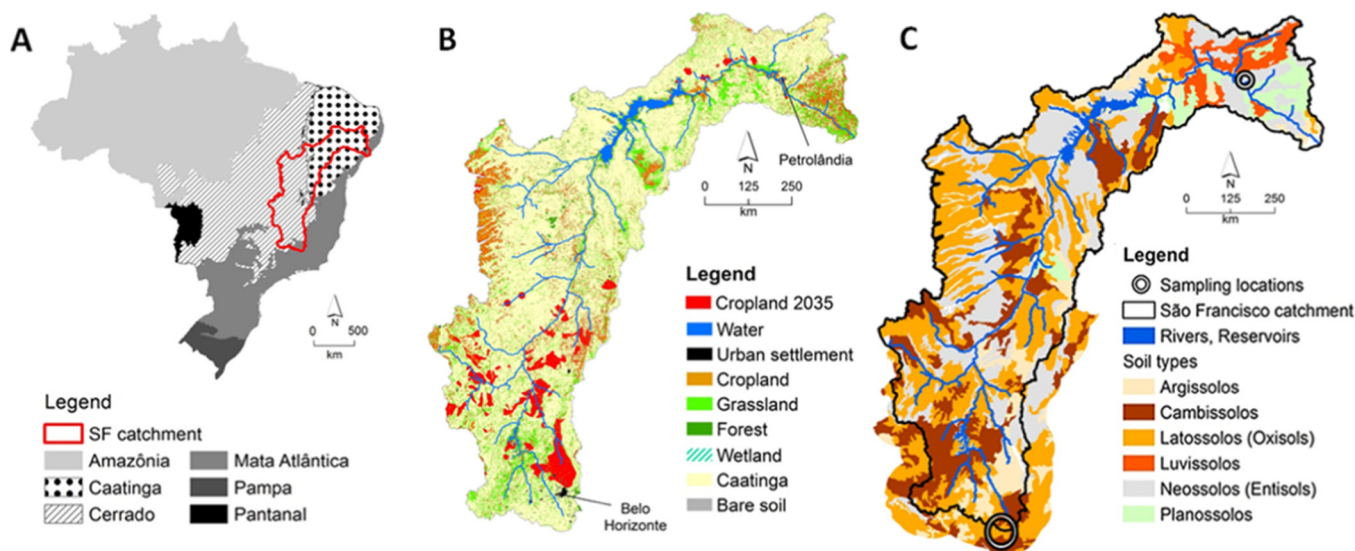 A
N
0 500
km
Legend
SF catchment
Amazônia
Caatinga
Cerrado
Mata Atlântica
Pampa
Pantanal
B
Petrolândia
N
0 125 250
km
Legend
Cropland 2035
Water
Urban settlement
Cropland
Grassland
Forest
Wetland
Caatinga
Bare soil
Belo
Horizonte
C
N
0 125 250
km
Legend
Sampling locations
São Francisco catchment
Rivers, Reservoirs
Soil types
Argissolos
Cambissolos
Latossolos (Oxisols)
Luvissolos
Neossolos (Entisols)
Planossolos